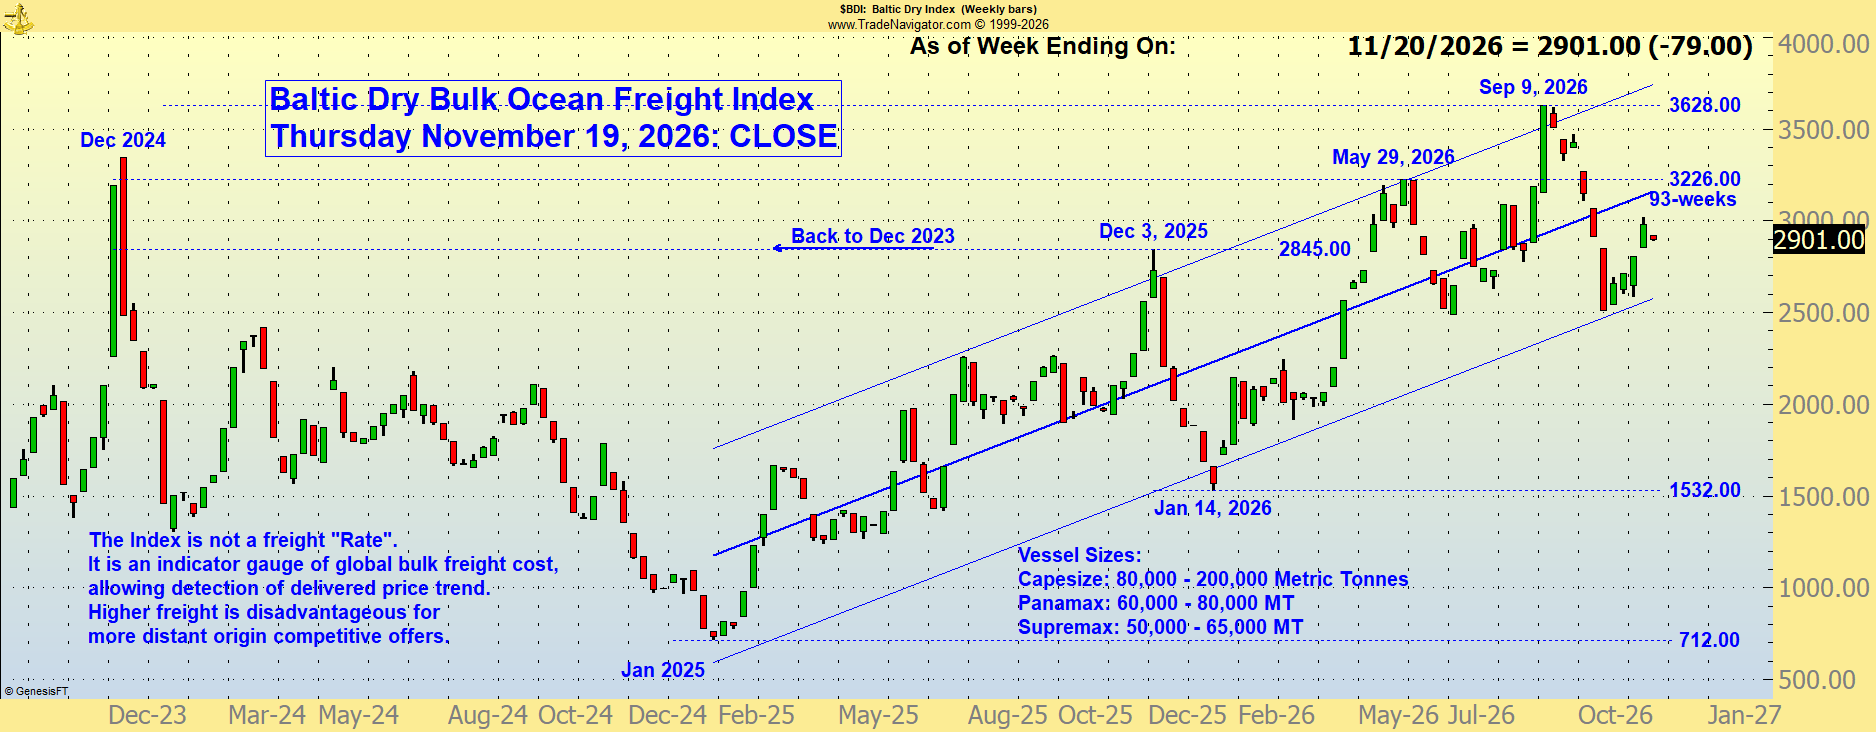 $BDI: Baltic Dry Index (Weekly bars)
www.TradeNavigator.com © 1999-2026
As of Week Ending On: 11/20/2026 = 2901.00 (-79.00)
Baltic Dry Bulk Ocean Freight Index
Thursday November 19, 2026: CLOSE
Dec 2024
Back to Dec 2023
Dec 3, 2025
2845.00
May 29, 2026
Sep 9, 2026
3628.00
3226.00
93-weeks
1532.00
Jan 14, 2026
712.00
Jan 2025
The Index is not a freight "Rate".
It is an indicator gauge of global bulk freight cost,
allowing detection of delivered price trend.
Higher freight is disadvantageous for
more distant origin competitive offers.
Vessel Sizes:
Capesize: 80,000 - 200,000 Metric Tonnes
Panamax: 60,000 - 80,000 MT
Supremax: 50,000 - 65,000 MT
4000.00
3500.00
3000.00
2901.00
2500.00
2000.00
1500.00
1000.00
500.00
© GenesisFT
Dec-23 Mar-24 May-24 Aug-24 Oct-24 Dec-24 Feb-25 May-25 Aug-25 Oct-25 Dec-25 Feb-26 May-26 Jul-26 Oct-26 Jan-27